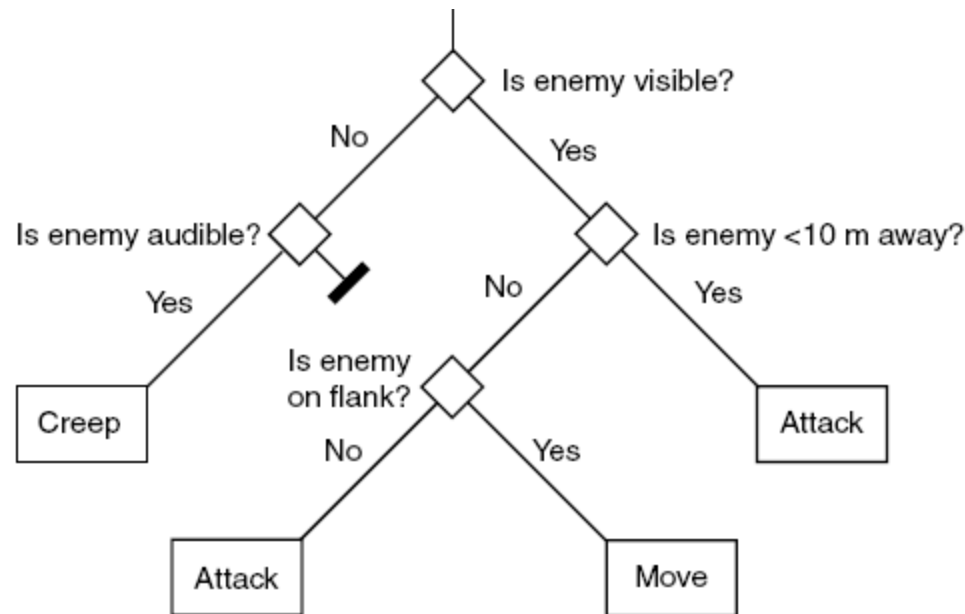 Is enemy visible?
No
Yes
Is enemy audible?
Is enemy <10 m away?
Yes
No
Yes
Is enemy
on flank?
Creep
Attack
No
Yes
Attack
Move